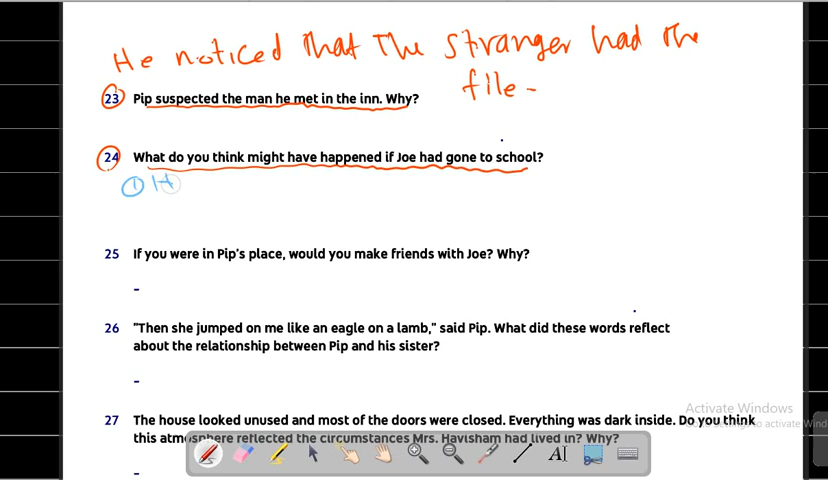 He noticed that The Stranger had the
file -
23 Pip suspected the man he met in the inn. Why?
24 What do you think might have happened if Joe had gone to school?
① H
25 If you were in Pip's place, would you make friends with Joe? Why?
-
26 "Then she jumped on me like an eagle on a lamb," said Pip. What did these words reflect
about the relationship between Pip and his sister?
-
27 The house looked unused and most of the doors were closed. Everything was dark inside. Do you think
this atmosphere reflected the circumstances Mrs. Havisham had lived in? Why?
-
Activate Windows
to activate Wind